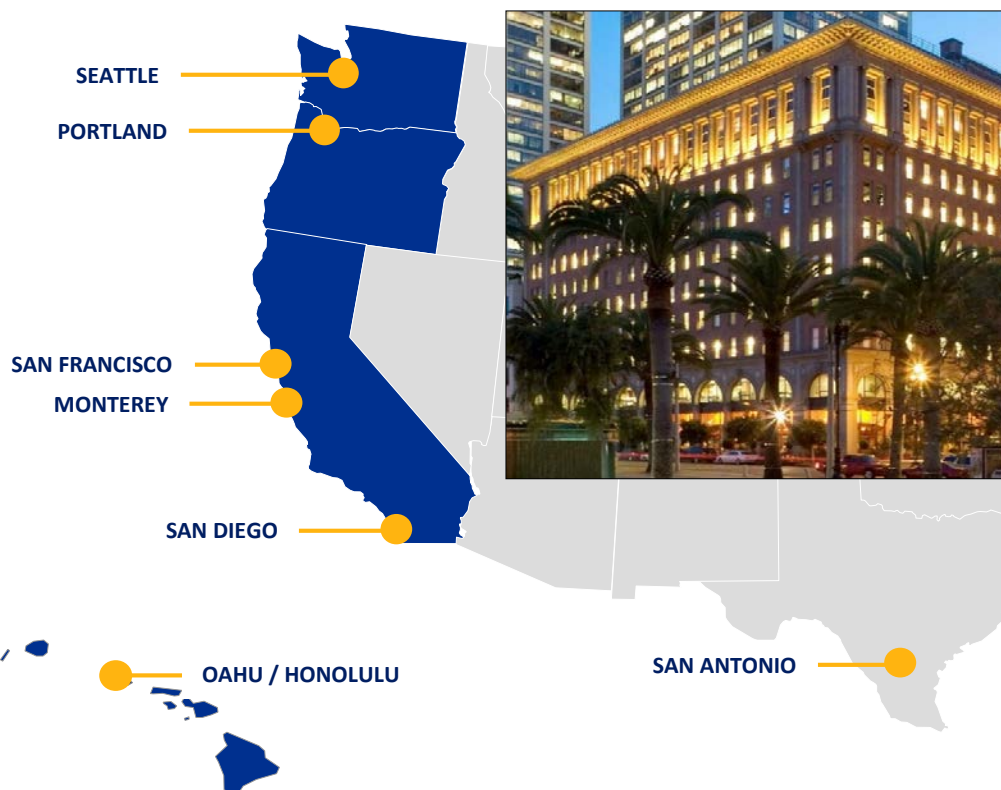 SEATTLE
PORTLAND
SAN FRANCISCO
MONTEREY
SAN DIEGO
OAHU / HONOLULU
SAN ANTONIO